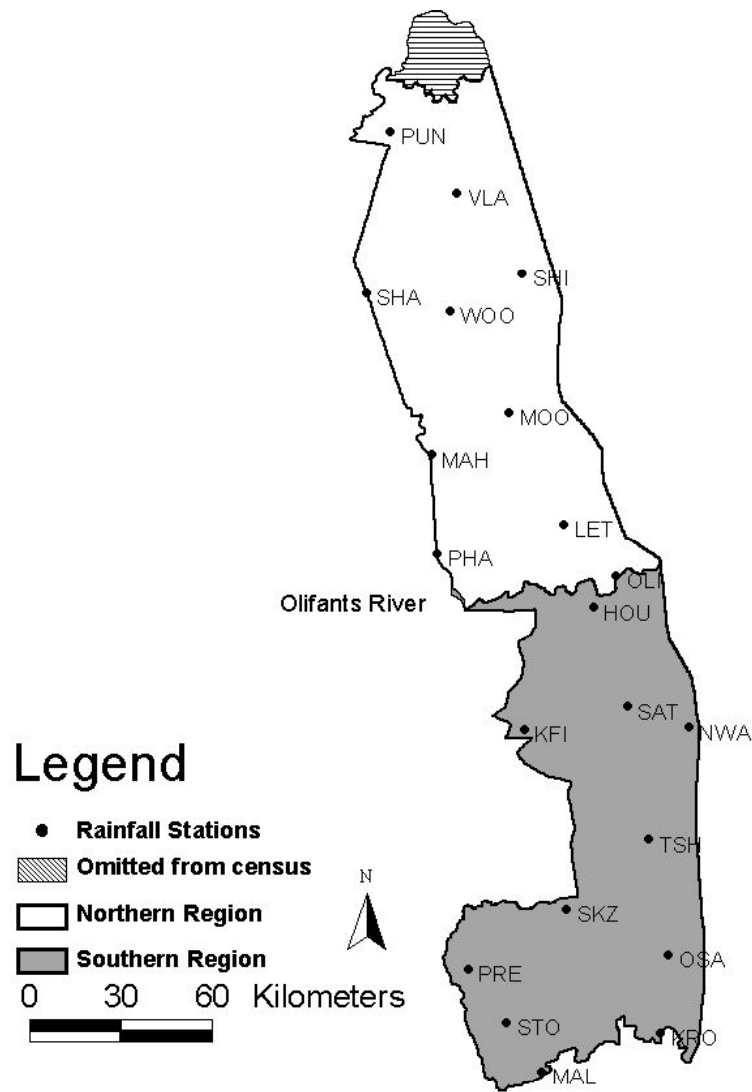 PUN
VLA
SHI
SHA
WOO
MOO
MAH
LET
PHA
OLI
Olifants River
HOU
SAT
KFI
NWA
Legend
Rainfall Stations
TSH
Omitted from census
N
Northern Region
SKZ
Southern Region
OSA
PRE
0 30 60 Kilometers
STO
KRO
MAL